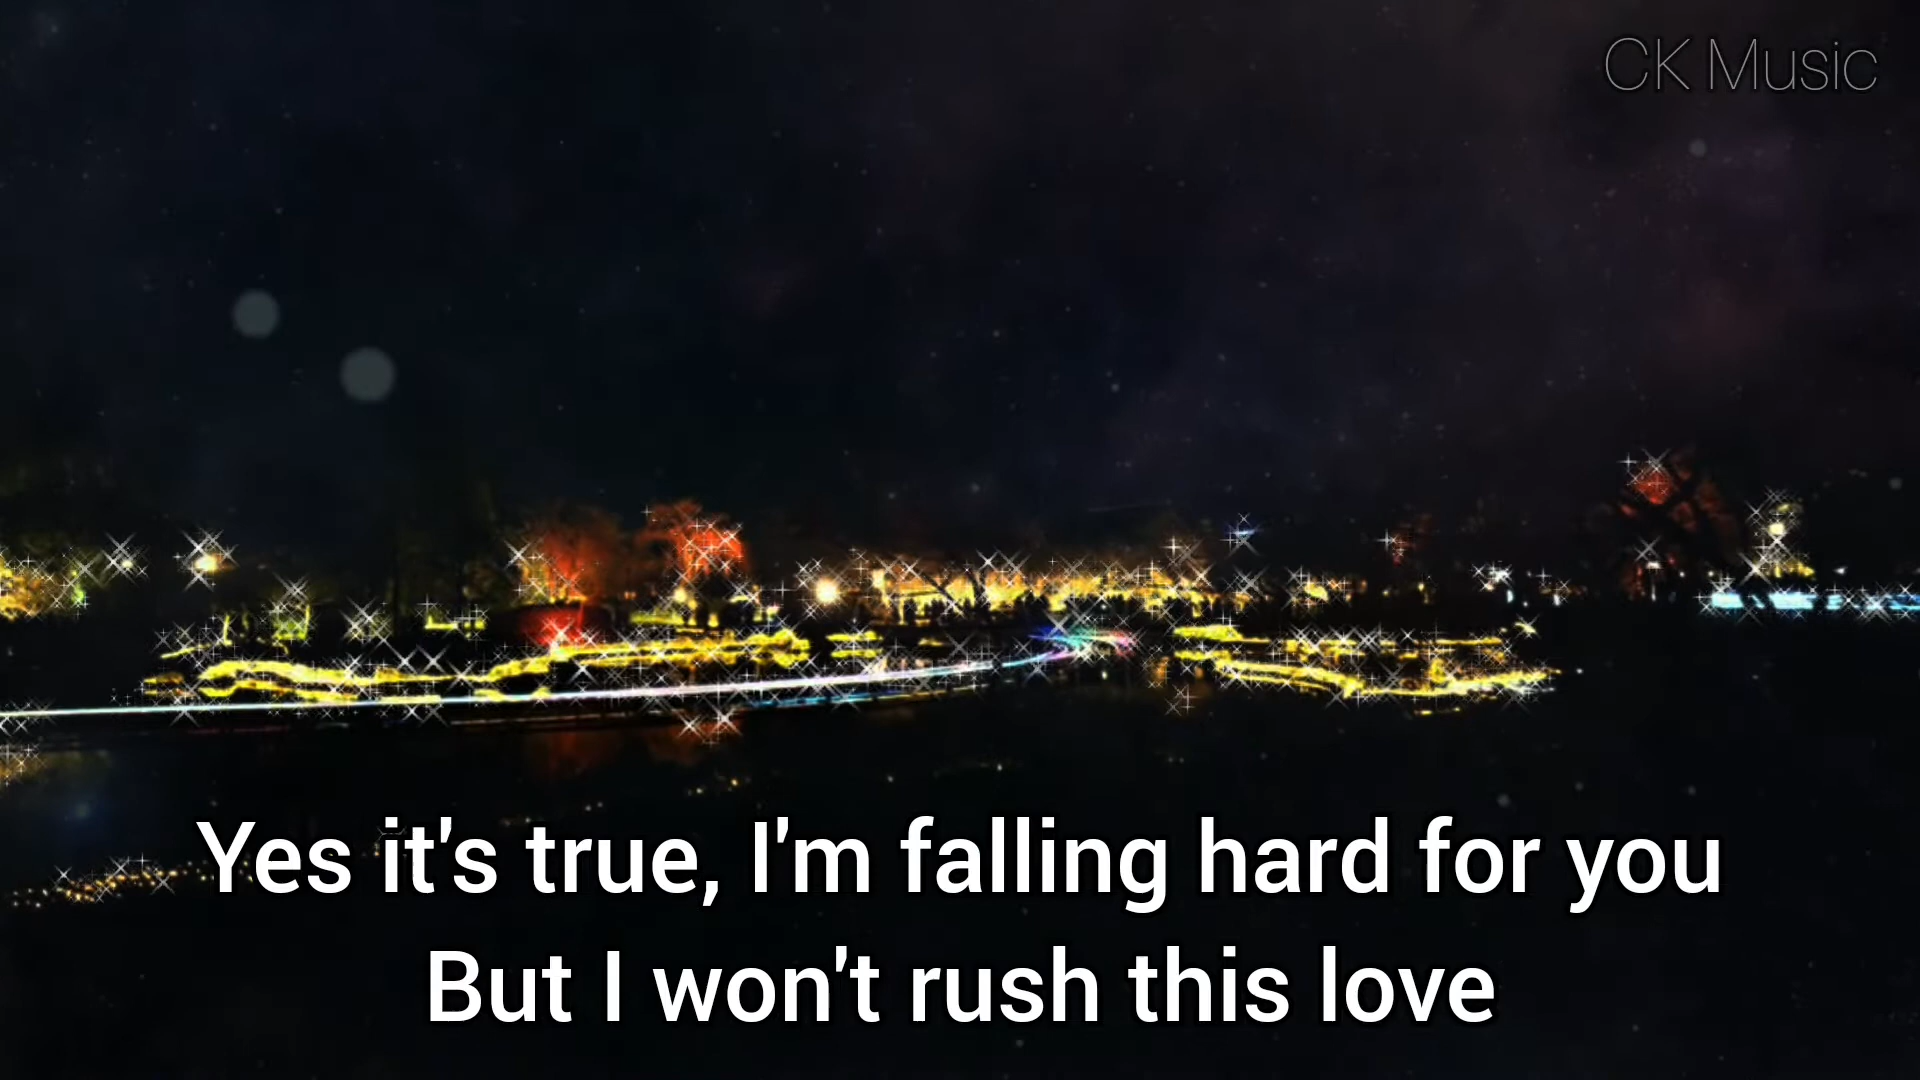 CK Music
Yes it's true, I'm falling hard for you
But I won't rush this love